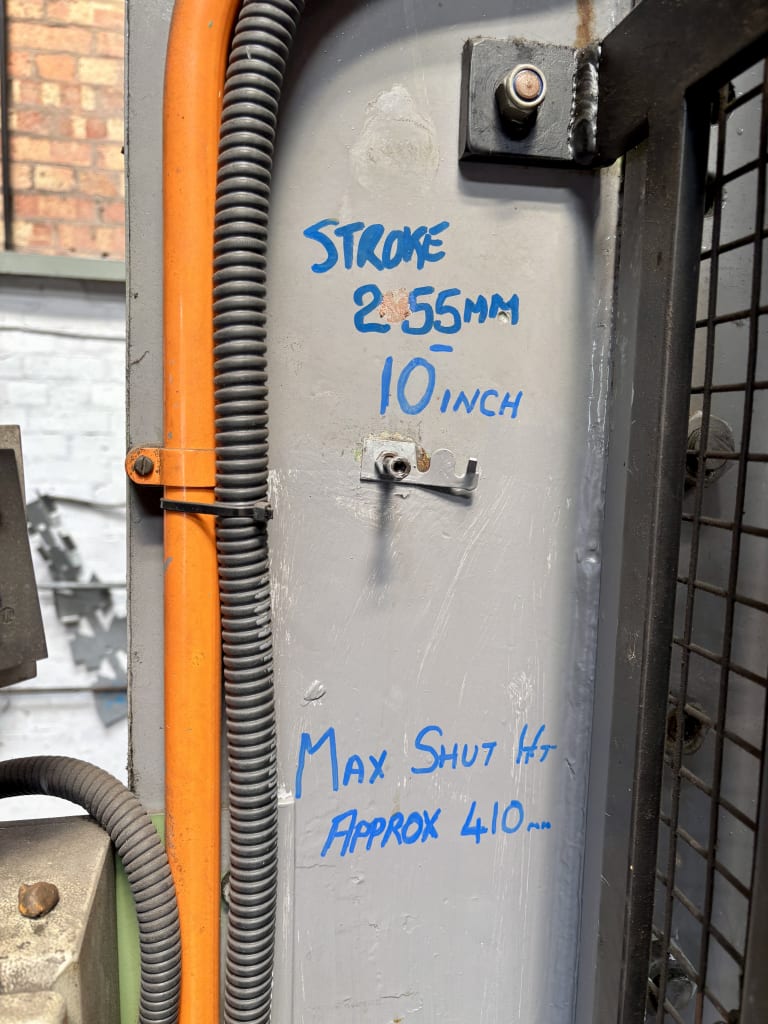 STROKE
255MM
-
10 INCH
MAX SHUT HT
APPROX 410mm